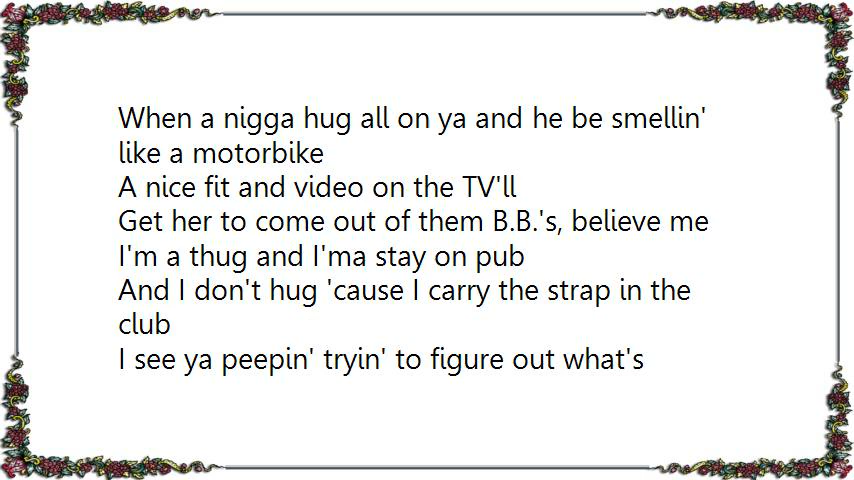 When a nigga hug all on ya and he be smellin'
like a motorbike
A nice fit and video on the TV'll
Get her to come out of them B.B.'s, believe me
I'm a thug and I'ma stay on pub
And I don't hug 'cause I carry the strap in the
club
I see ya peepin' tryin' to figure out what's